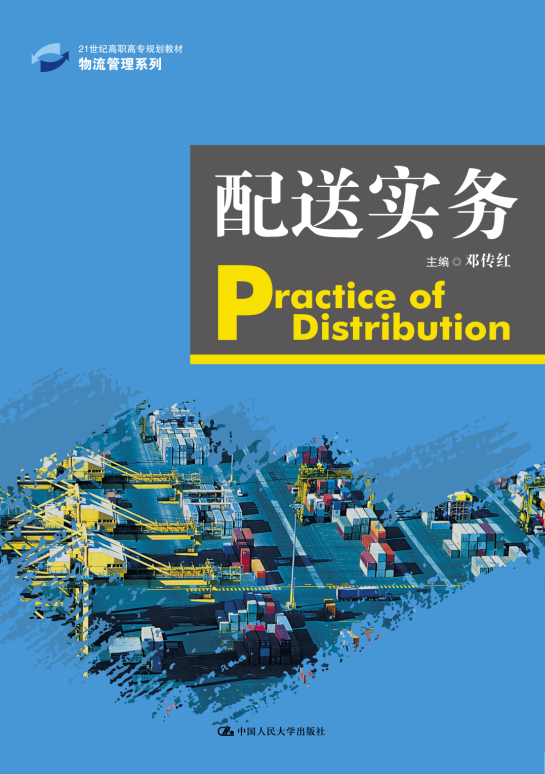 21世纪高职高专规划教材
物流管理系列
配送实务
主编◎邓传红
Practice of
Distribution
中国人民大学出版社